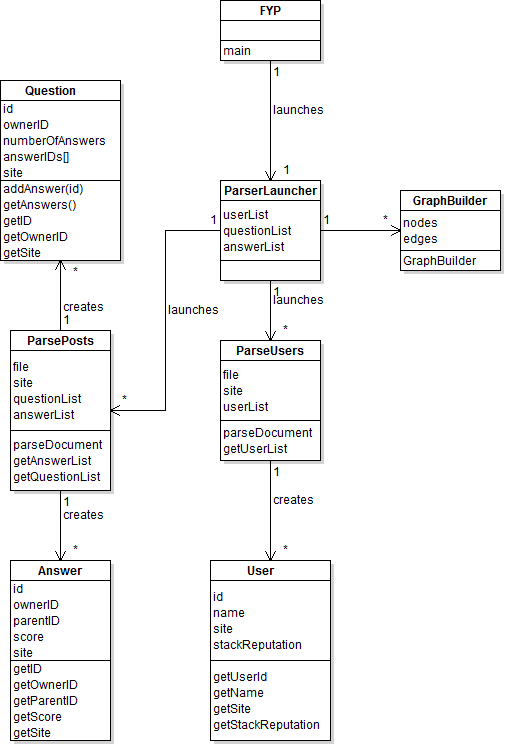 FYP
main
1
launches
1
Question
id
ownerID
numberOfAnswers
answerIDs[]
site
addAnswer(id)
getAnswers()
getID
getOwnerID
getSite
ParserLauncher
userList
questionList
answerList
GraphBuilder
nodes
edges
GraphBuilder
1
1
*
*
creates
1
launches
*
1
launches
*
ParsePosts
file
site
questionList
answerList
parseDocument
getAnswerList
getQuestionList
ParseUsers
file
site
userList
parseDocument
getUserList
1
creates
*
1
creates
*
Answer
id
ownerID
parentID
score
site
getID
getOwnerID
getParentID
getScore
getSite
User
id
name
site
stackReputation
getUserId
getName
getSite
getStackReputation